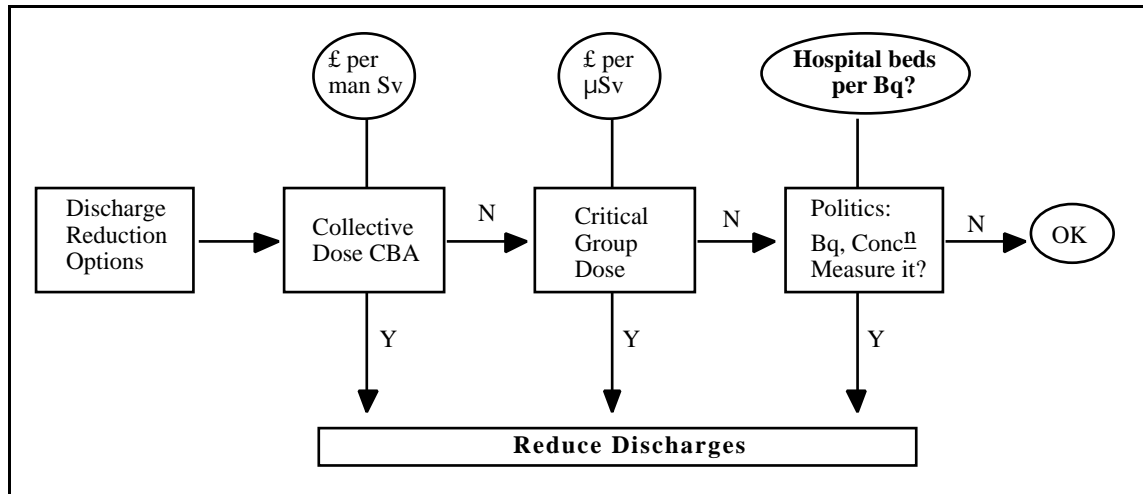 £ per
man Sv
£ per
µSv
Hospital beds
per Bq?
Discharge
Reduction
Options
Collective
Dose CBA
N
Critical
Group
Dose
N
Politics:
Bq, Concn
Measure it?
N
OK
Y
Y
Y
Reduce Discharges